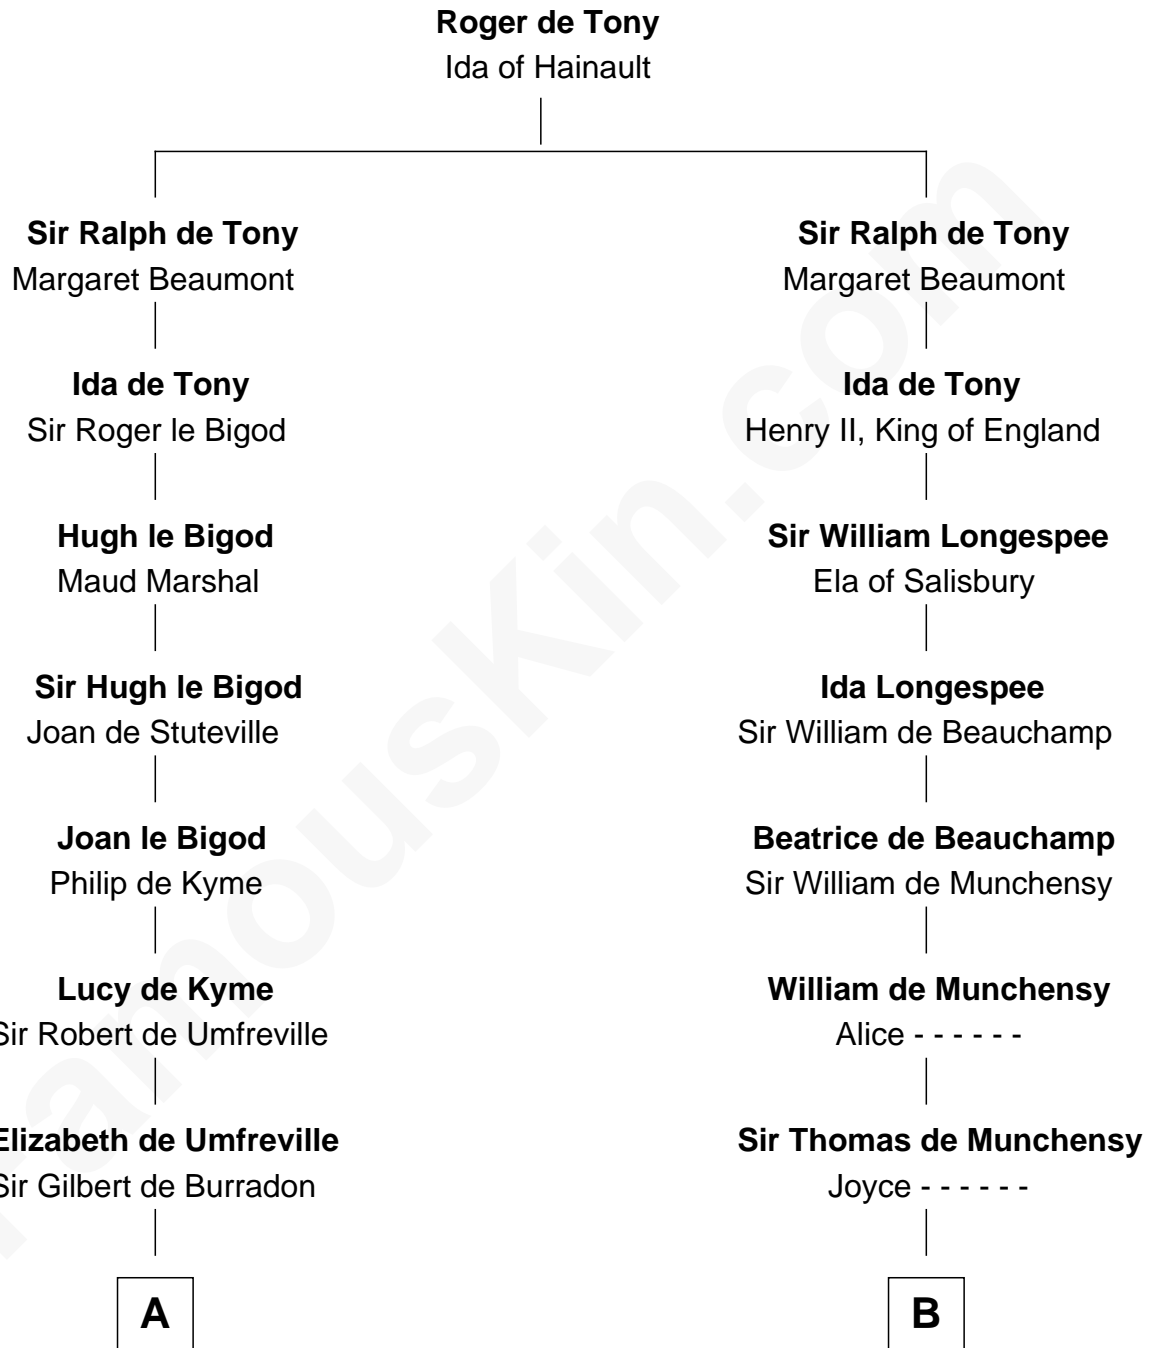 Roger de Tony
Ida of Hainault
Sir Ralph de Tony
Margaret Beaumont
Sir Ralph de Tony
Margaret Beaumont
Ida de Tony
Sir Roger le Bigod
Ida de Tony
Henry II, King of England
Hugh le Bigod
Maud Marshal
Sir William Longespee
Ela of Salisbury
Sir Hugh le Bigod
Joan de Stuteville
Ida Longespee
Sir William de Beauchamp
Joan le Bigod
Philip de Kyme
Beatrice de Beauchamp
Sir William de Munchensy
Lucy de Kyme
Sir Robert de Umfreville
William de Munchensy
Alice - - - - - -
Elizabeth de Umfreville
Sir Gilbert de Burradon
Sir Thomas de Munchensy
Joyce - - - - - -
A
B
FamousKin.com